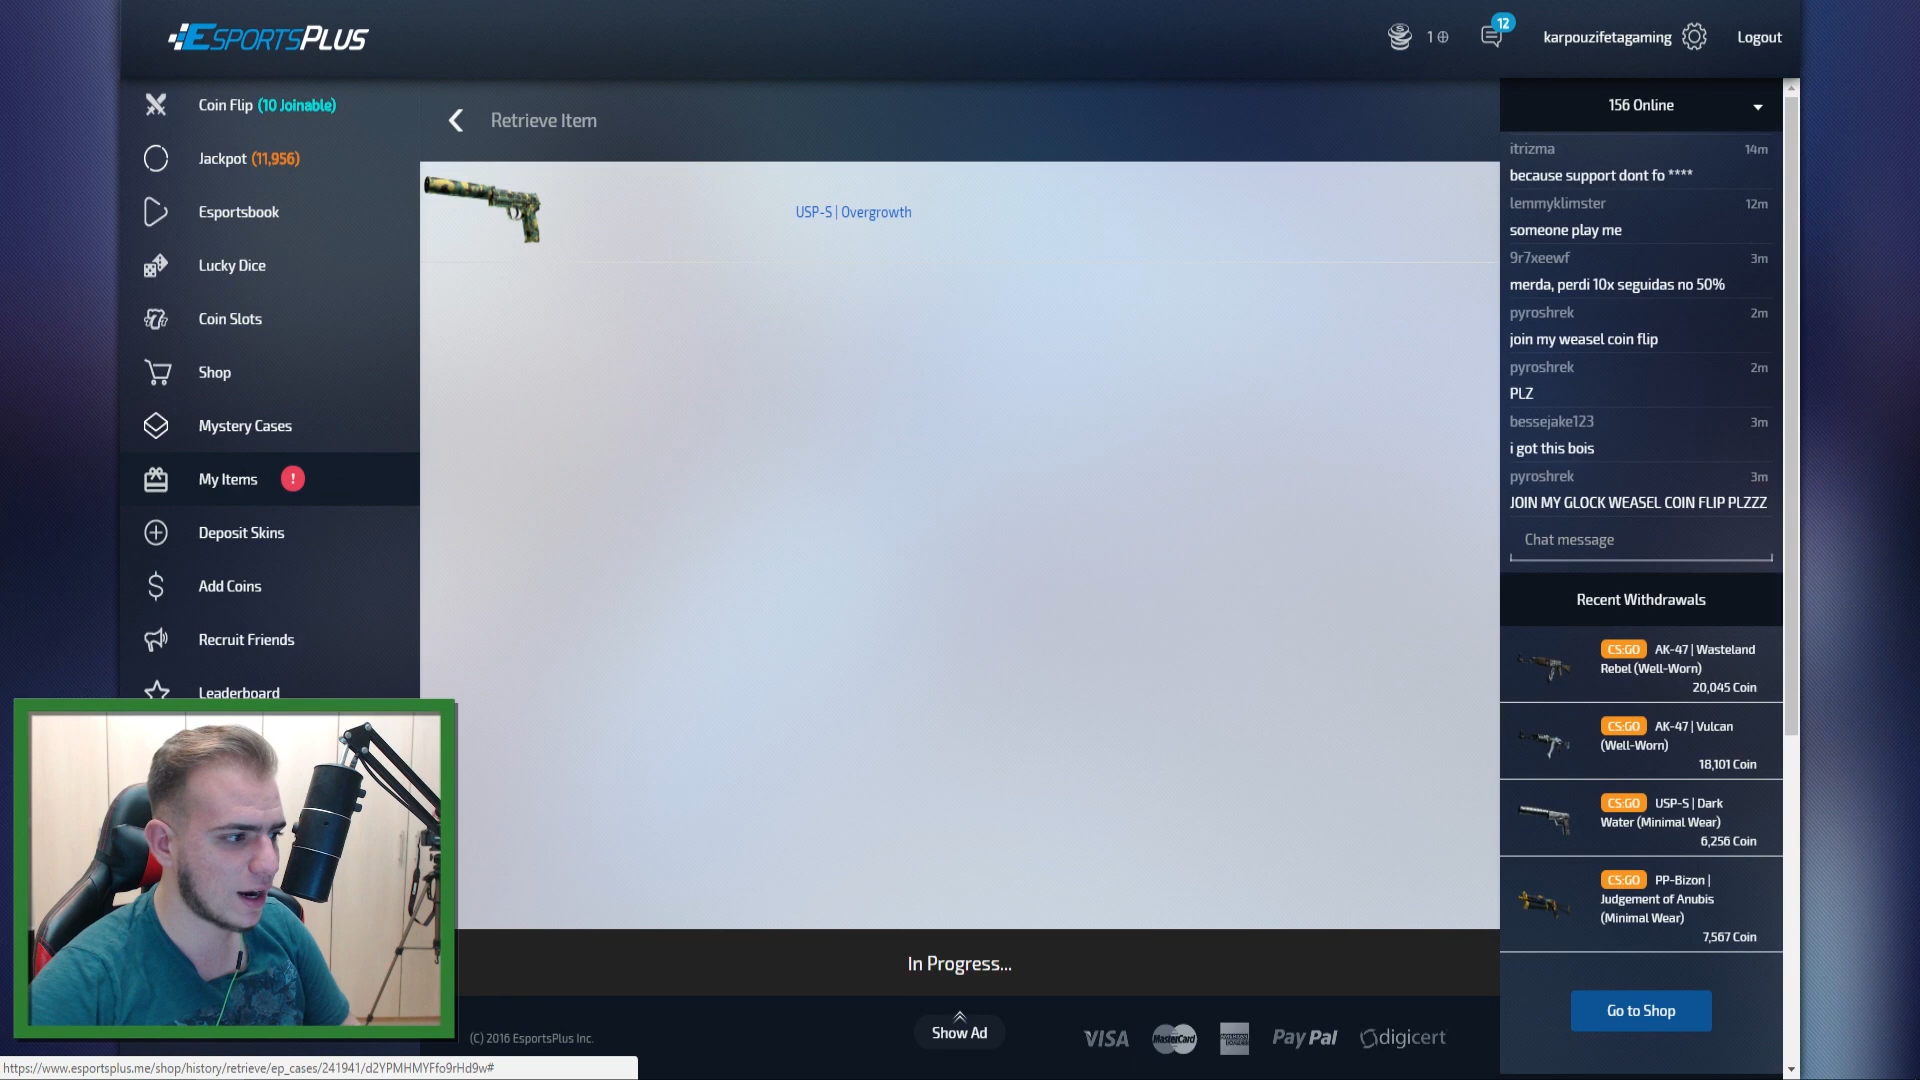 ESPORTSPLUS
1
12
karpouzifetagaming
Logout
Coin Flip (10 Joinable)
Jackpot (11,956)
Esportsbook
Lucky Dice
Coin Slots
Shop
Mystery Cases
My Items !
Deposit Skins
Add Coins
Recruit Friends
Leaderboard
Retrieve Item
USP-S | Overgrowth
In Progress...
(C) 2016 EsportsPlus Inc.
Show Ad
VISA
MasterCard
PayPal
digicert
156 Online
itrizma 14m
because support dont fo ****
lemmyklimster 12m
someone play me
9r7xeewf 3m
merda, perdi 10x seguidas no 50%
pyroshrek 2m
join my weasel coin flip
pyroshrek 2m
PLZ
bessejake123 3m
i got this bois
pyroshrek 3m
JOIN MY GLOCK WEASEL COIN FLIP PLZZZ
Chat message
Recent Withdrawals
CS:GO AK-47 | Wasteland
Rebel (Well-Worn)
20,045 Coin
CS:GO AK-47 | Vulcan
(Well-Worn)
18,101 Coin
CS:GO USP-S | Dark
Water (Minimal Wear)
6,256 Coin
CS:GO PP-Bizon |
Judgement of Anubis
(Minimal Wear)
7,567 Coin
Go to Shop
https://www.esportsplus.me/shop/history/retrieve/ep_cases/241941/d2YPMHMYFfo9rHd9w#